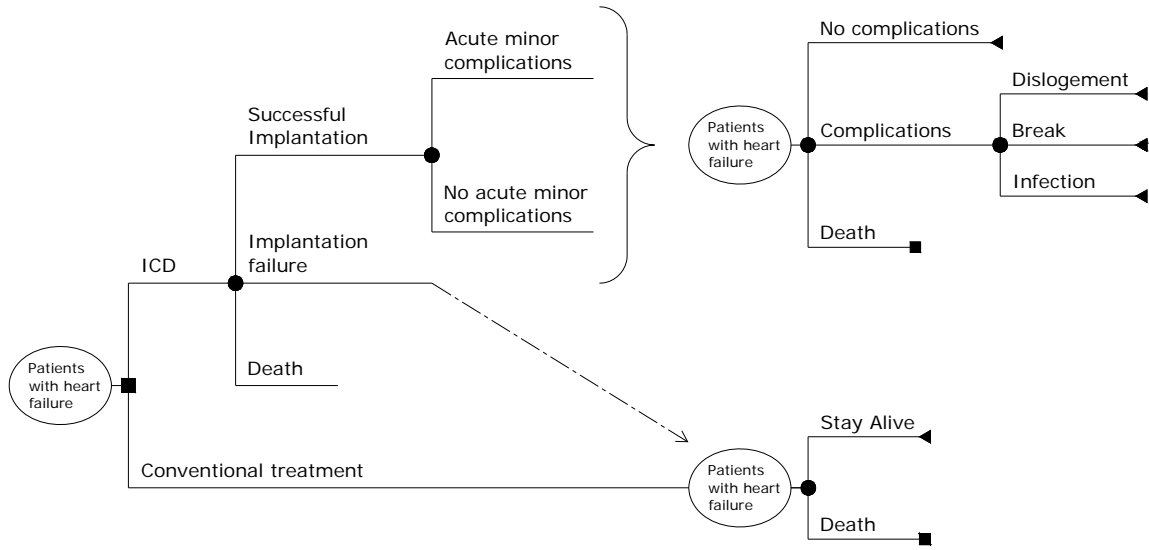 No complications
Acute minor
complications
Dislogement
Successful
Implantation
Patients
with heart
failure
Complications
Break
Infection
No acute minor
complications
Death
Implantation
failure
ICD
Death
Patients
with heart
failure
Stay Alive
Conventional treatment
Patients
with heart
failure
Death